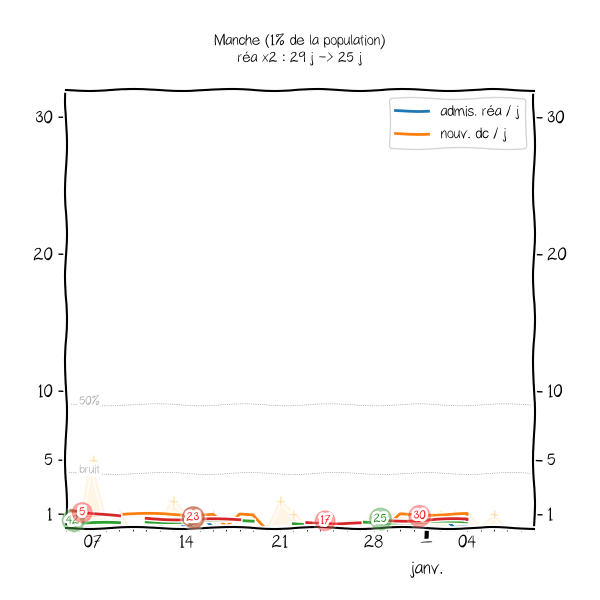 Manche (1% de la population)
réa x2 : 29 j -> 25 j
admis. réa / j
nouv. dc / j
30 30
20 20
10 10
50%
5 5
bruit
1 1
5 23 17 25 30
07 14 21 28 04
janv.